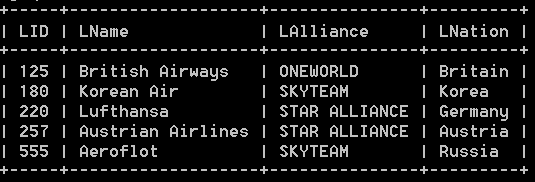 +-----+-------------------+---------------+---------+
| LID | LName             | LAlliance     | LNation |
+-----+-------------------+---------------+---------+
| 125 | British Airways   | ONEWORLD      | Britain |
| 180 | Korean Air        | SKYTEAM       | Korea   |
| 220 | Lufthansa         | STAR ALLIANCE | Germany |
| 257 | Austrian Airlines | STAR ALLIANCE | Austria |
| 555 | Aeroflot          | SKYTEAM       | Russia  |
+-----+-------------------+---------------+---------+